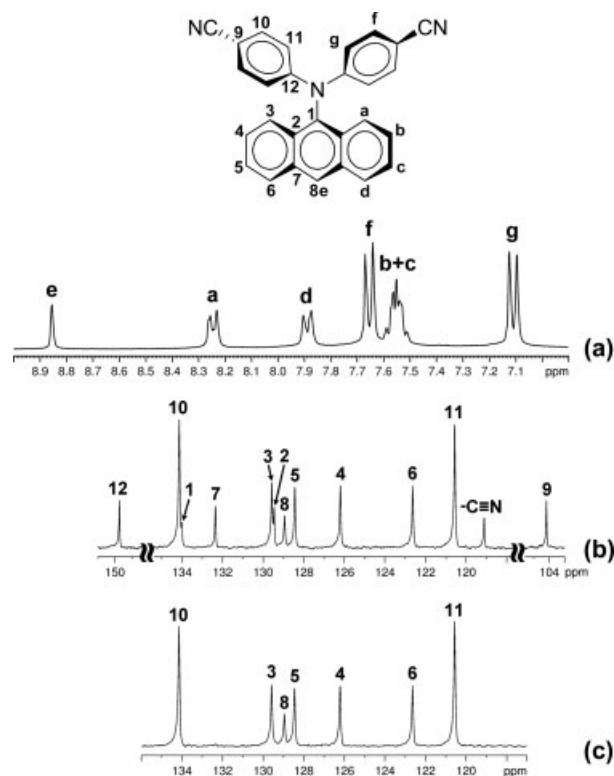 f
NC 10 CN
9 11 g
12 N
3 1 a
4 2 b
5 7 c
6 8e d
f
b+c g
e a d
8.9 8.8 8.7 8.6 8.5 8.4 8.3 8.2 8.1 8.0 7.9 7.8 7.7 7.6 7.5 7.4 7.3 7.2 7.1 ppm
(a)
10 11
3 2
12 1 7 5 4 6 -C≡N 9
8
(b)
150 134 132 130 128 126 124 122 120 104 ppm
10 11
3 5 4 6
8
(c)
134 132 130 128 126 124 122 120 ppm